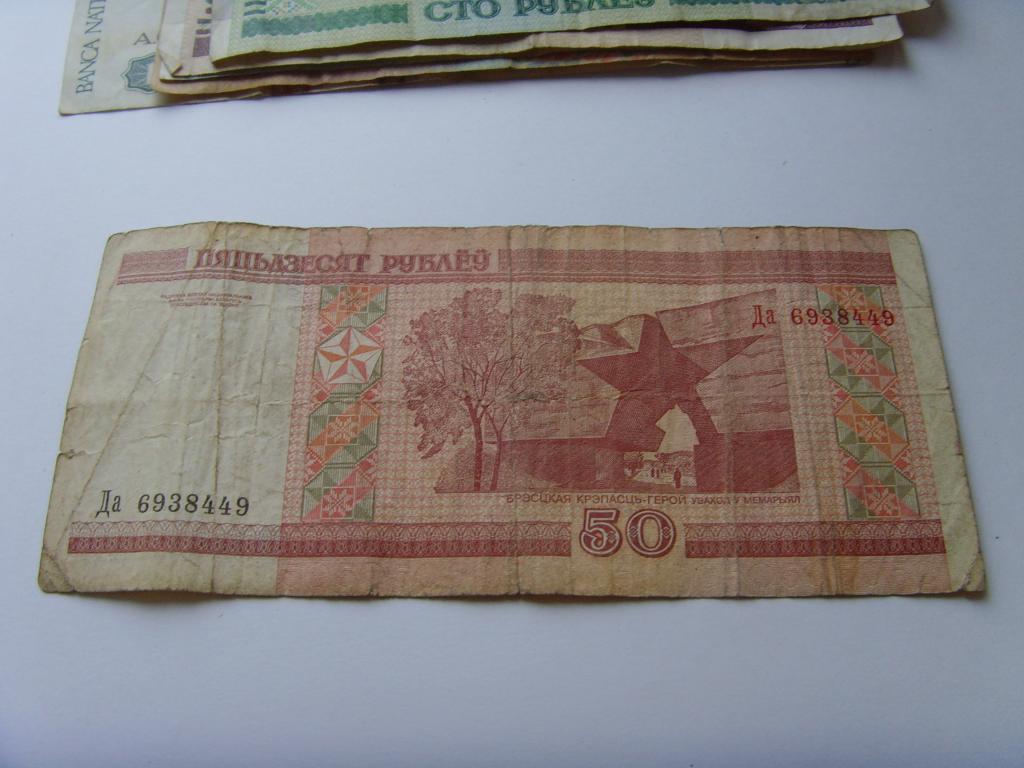 BANCA NAT
A
СТО РУБЛЁЎ
ПЯЦЬДЗЕСЯТ РУБЛЁЎ
Да 6938449
Да 6938449
БРЭСЦКАЯ КРЭПАСЦЬ-ГЕРОЙ УВАХОД У МЕМАРЫЯЛ
50